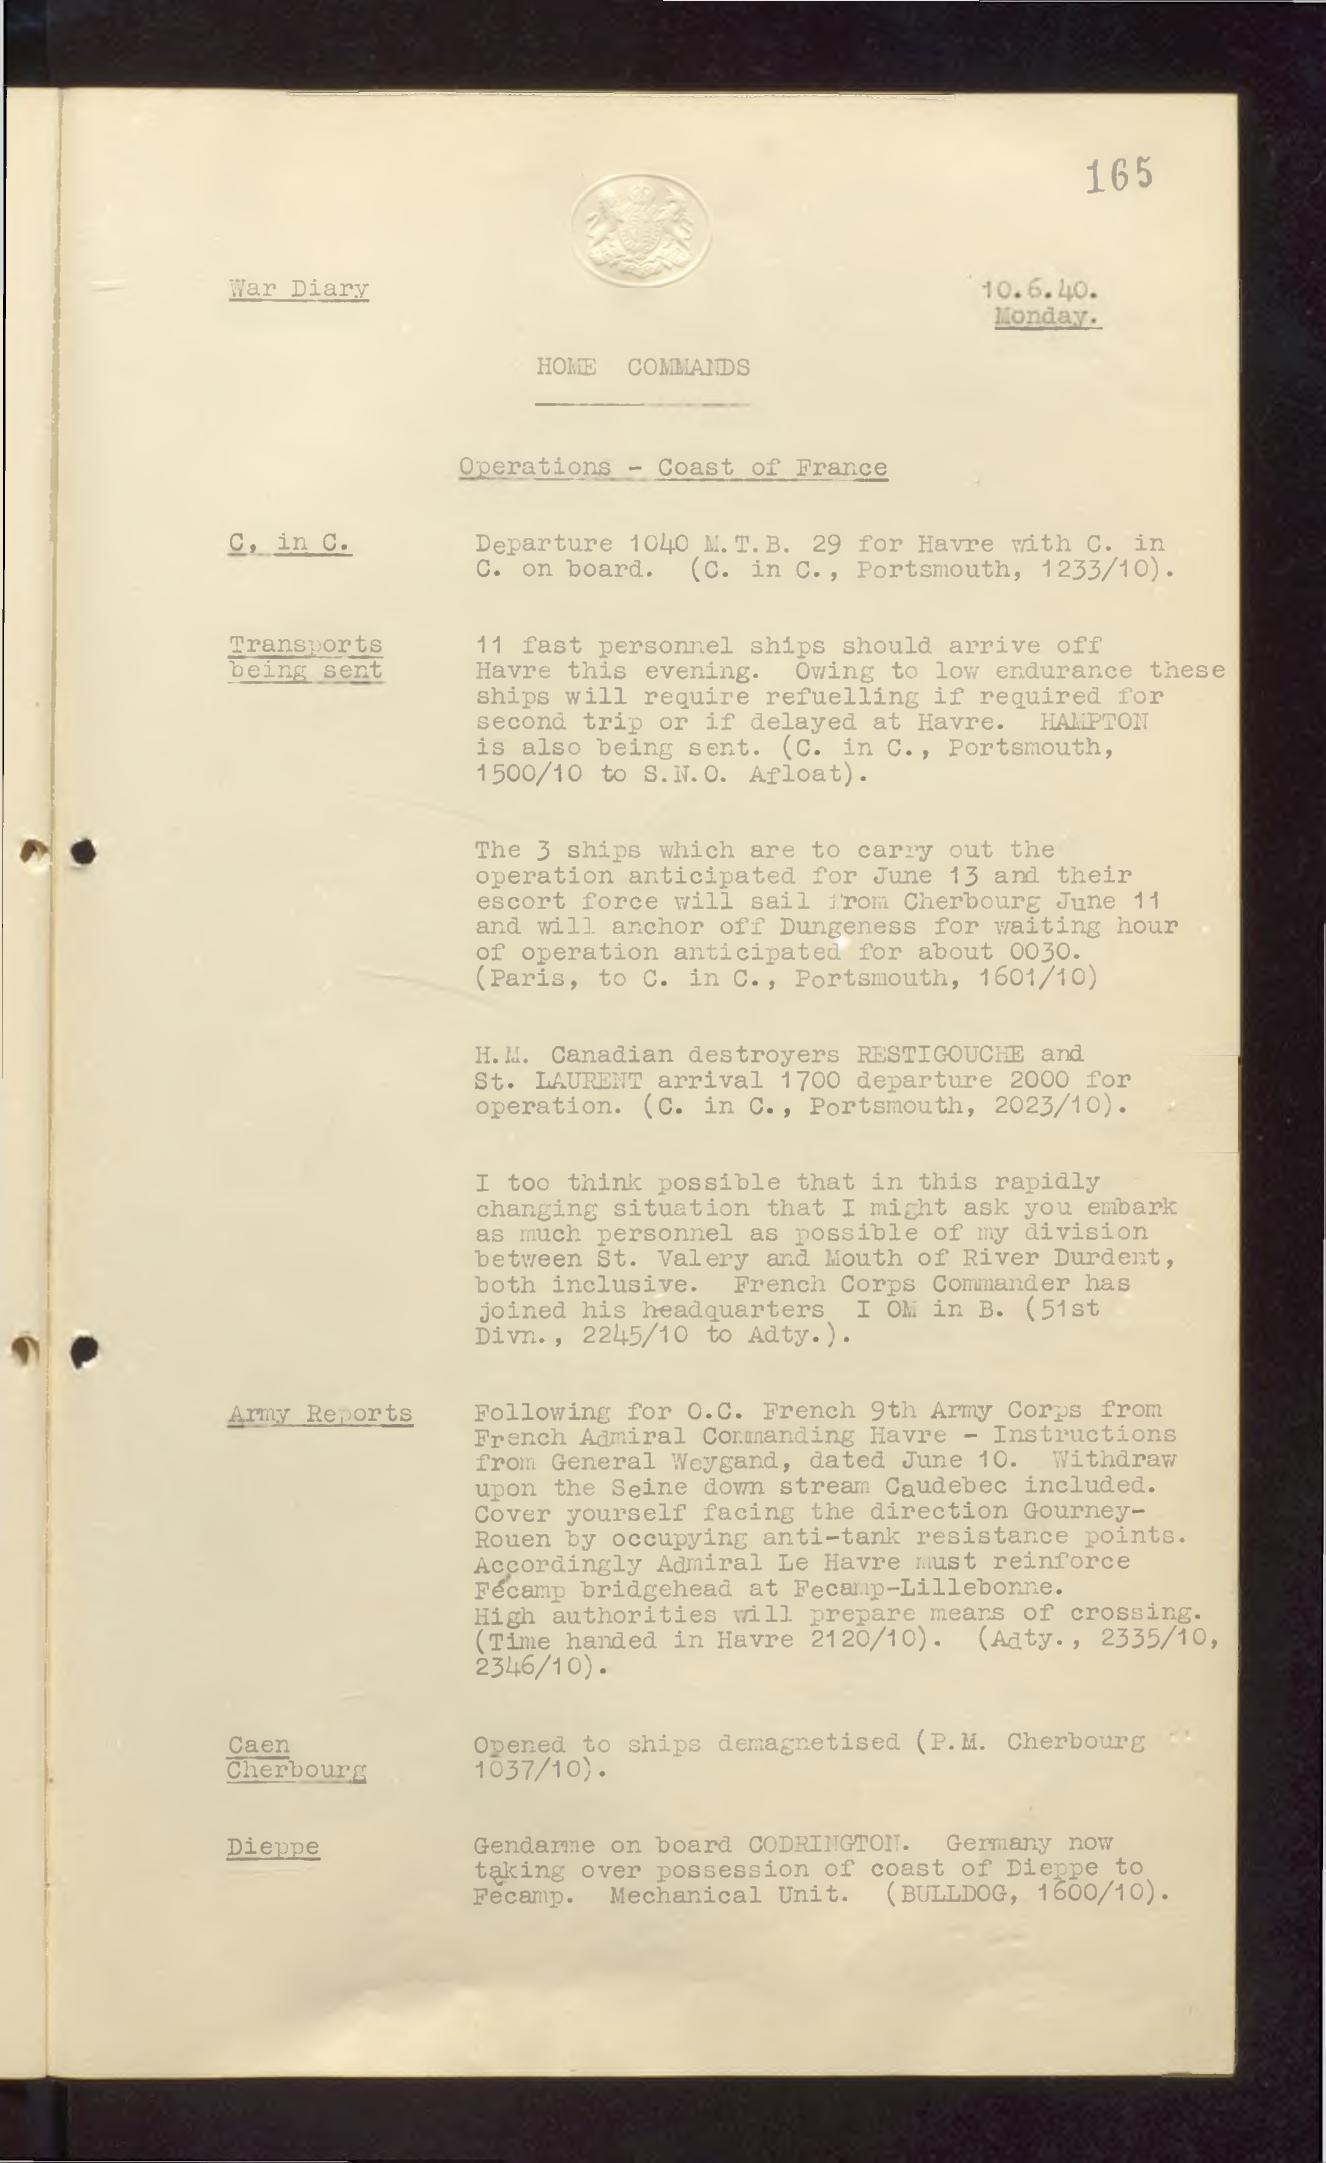 165
War Diary
10.6.40.
Monday.
HOME COMMANDS
Operations - Coast of France
C, in C.
Departure 1040 M.T.B. 29 for Havre with C. in
C. on board. (C. in C., Portsmouth, 1233/10).
Transports
being sent
11 fast personnel ships should arrive off
Havre this evening. Owing to low endurance these
ships will require refuelling if required for
second trip or if delayed at Havre. HAMPTON
is also being sent. (C. in C., Portsmouth,
1500/10 to S.N.O. Afloat).
The 3 ships which are to carry out the
operation anticipated for June 13 and their
escort force will sail from Cherbourg June 11
and will anchor off Dungeness for waiting hour
of operation anticipated for about 0030.
(Paris, to C. in C., Portsmouth, 1601/10)
H.M. Canadian destroyers RESTIGOUCHE and
St. LAURENT arrival 1700 departure 2000 for
operation. (C. in C., Portsmouth, 2023/10).
I too think possible that in this rapidly
changing situation that I might ask you embark
as much personnel as possible of my division
between St. Valery and Mouth of River Durdent,
both inclusive. French Corps Commander has
joined his headquarters I OM in B. (51st
Divn., 2245/10 to Adty.).
Army Reports
Following for O.C. French 9th Army Corps from
French Admiral Commanding Havre - Instructions
from General Weygand, dated June 10. Withdraw
upon the Seine down stream Caudebec included.
Cover yourself facing the direction Gourney-
Rouen by occupying anti-tank resistance points.
Accordingly Admiral Le Havre must reinforce
Fécamp bridgehead at Fecamp-Lillebonne.
High authorities will prepare means of crossing.
(Time handed in Havre 2120/10). (Adty., 2335/10,
2346/10).
Caen
Cherbourg
Opened to ships demagnetised (P.M. Cherbourg
1037/10).
Dieppe
Gendarme on board CODRINGTON. Germany now
taking over possession of coast of Dieppe to
Fecamp. Mechanical Unit. (BULLDOG, 1600/10).